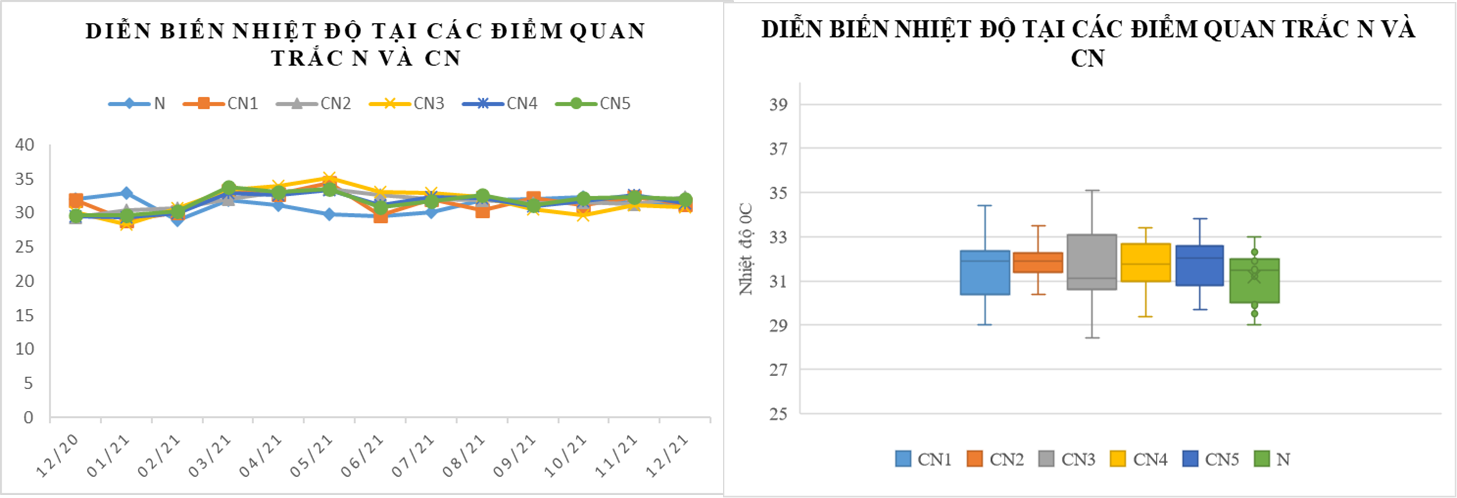 DIỄN BIẾN NHIỆT ĐỘ TẠI CÁC ĐIỂM QUAN
TRẮC N VÀ CN
N CN1 CN2 CN3 CN4 CN5
40
35
30
25
20
15
10
5
0
12/20 01/21 02/21 03/21 04/21 05/21 06/21 07/21 08/21 09/21 10/21 11/21 12/21
DIỄN BIẾN NHIỆT ĐỘ TẠI CÁC ĐIỂM QUAN TRẮC N VÀ
CN
Nhiệt độ 0C
39
37
35
33
31
29
27
25
CN1 CN2 CN3 CN4 CN5 N